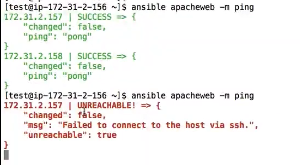 [test@ip-172-31-2-156 ~]$ ansible apacheweb -m ping
172.31.2.157 | SUCCESS => {
"changed": false,
"ping": "pong"
}
172.31.2.158 | SUCCESS => {
"changed": false,
"ping": "pong"
}
[test@ip-172-31-2-156 ~]$ ansible apacheweb -m ping
172.31.2.157 | UNREACHABLE! => {
"changed": false,
"msg": "Failed to connect to the host via ssh.",
"unreachable": true
}